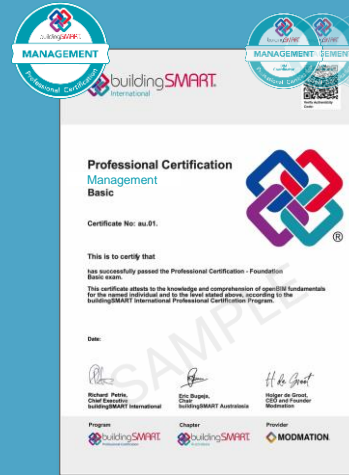 buildingSMART
MANAGEMENT
Professional Certification
buildingSMART
MANAGEMENT
EMENT
buildingSMART.
International
Professional Certification
Management
Basic
Certificate No: au.01.
This is to certify that
has successfully passed the Professional Certification - Foundation
Basic exam.
This certificate attests to the knowledge and comprehension of openBIM fundamentals
for the named individual and to the level stated above, according to the
buildingSMART International Professional Certification Program.
SAMPLE
Date:
Richard Petrie,
Chief Executive
buildingSMART International
Eric Bugeja,
Chair
buildingSMART Australasia
H de Groot
Holger de Groot,
CEO and Founder
Modmation
Program
buildingSMART.
Chapter
buildingSMART.
Provider
MODMATION